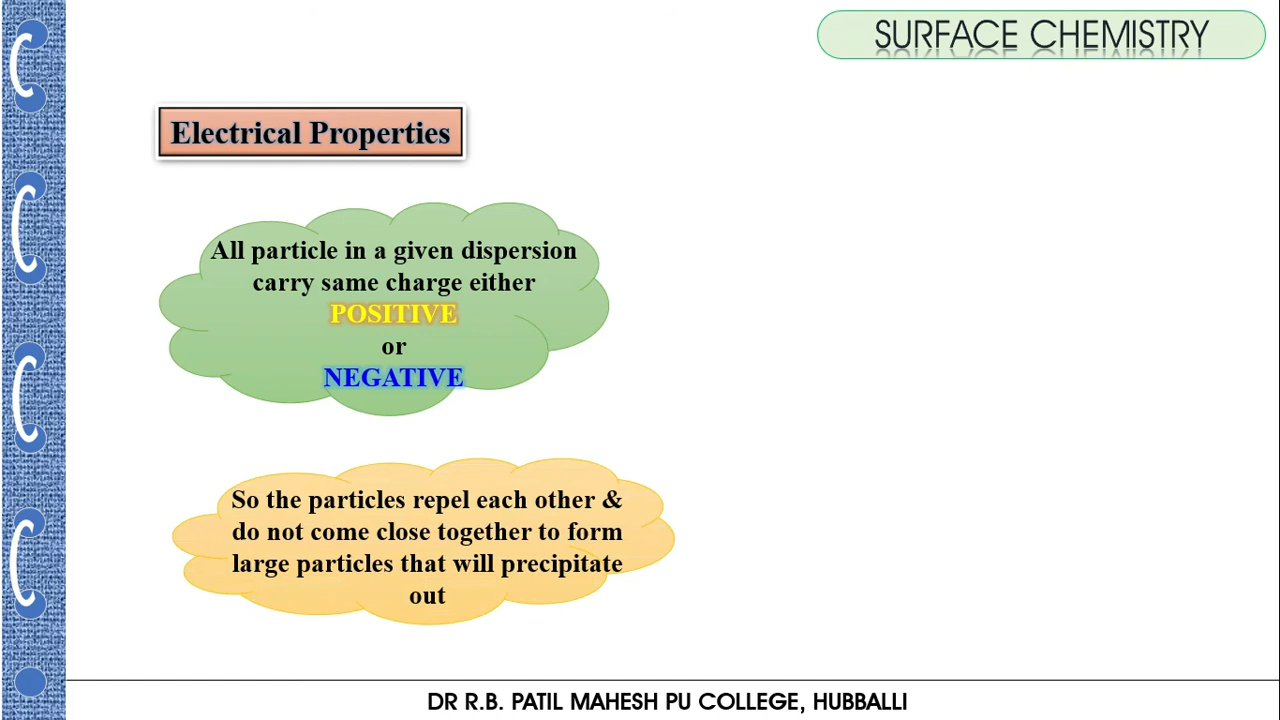 SURFACE CHEMISTRY
Electrical Properties
All particle in a given dispersion
carry same charge either
POSITIVE
or
NEGATIVE
So the particles repel each other &
do not come close together to form
large particles that will precipitate
out
DR R.B. PATIL MAHESH PU COLLEGE, HUBBALLI